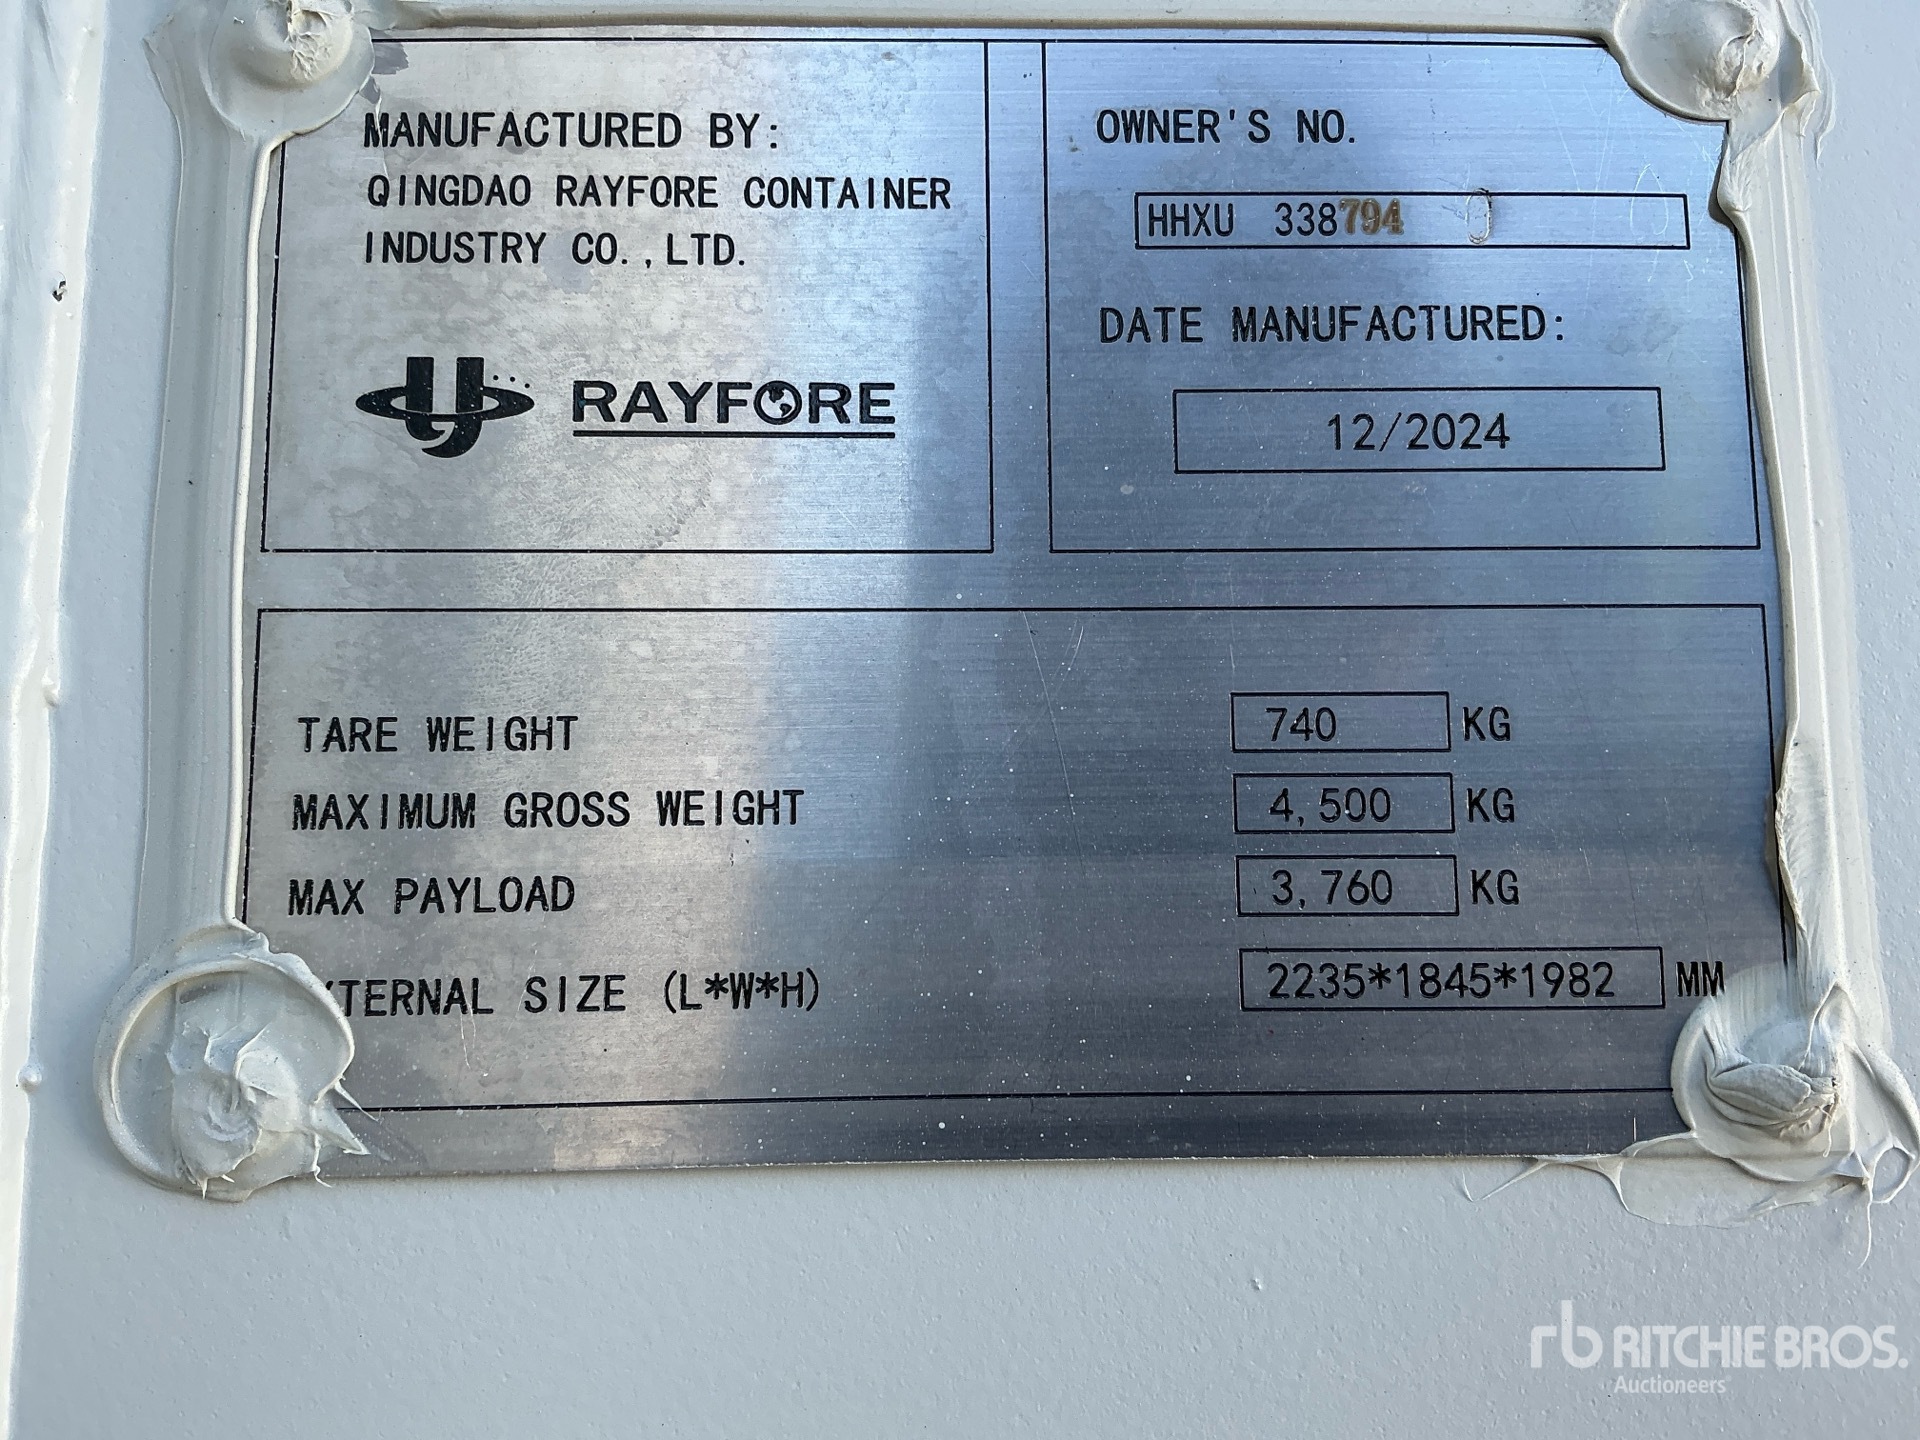 MANUFACTURED BY:
QINGDAO RAYFORE CONTAINER
INDUSTRY CO.,LTD.
RAYFORE
OWNER'S NO.
HHXU 338794
DATE MANUFACTURED:
12/2024
TARE WEIGHT 740 KG
MAXIMUM GROSS WEIGHT 4,500 KG
MAX PAYLOAD 3,760 KG
XTERNAL SIZE (L*W*H) 2235*1845*1982 MM
rb RITCHIE BROS.
Auctioneers